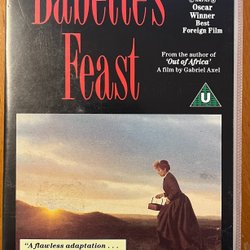 Babette's
Feast
Oscar
Winner
Best
Foreign Film
From the author of
'Out of Africa'
A film by Gabriel Axel
U
"A flawless adaptation . . .